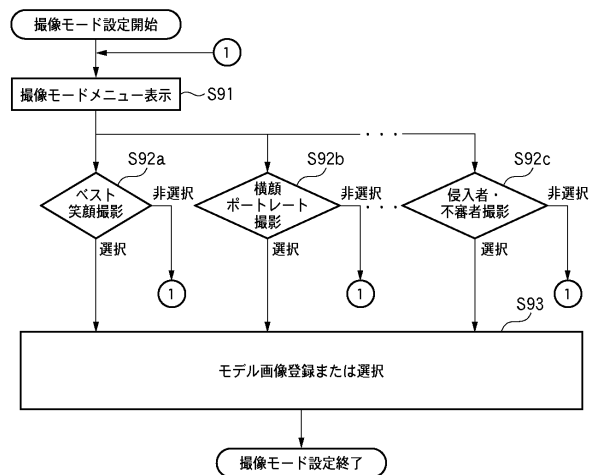 撮像モード設定開始
1
撮像モードメニュー表示
S91
S92a
S92b
S92c
ベスト
笑顔撮影
非選択
横顔
ポートレート
撮影
非選択
侵入者・
不審者撮影
非選択
選択
選択
選択
1
1
1
S93
モデル画像登録または選択
撮像モード設定終了